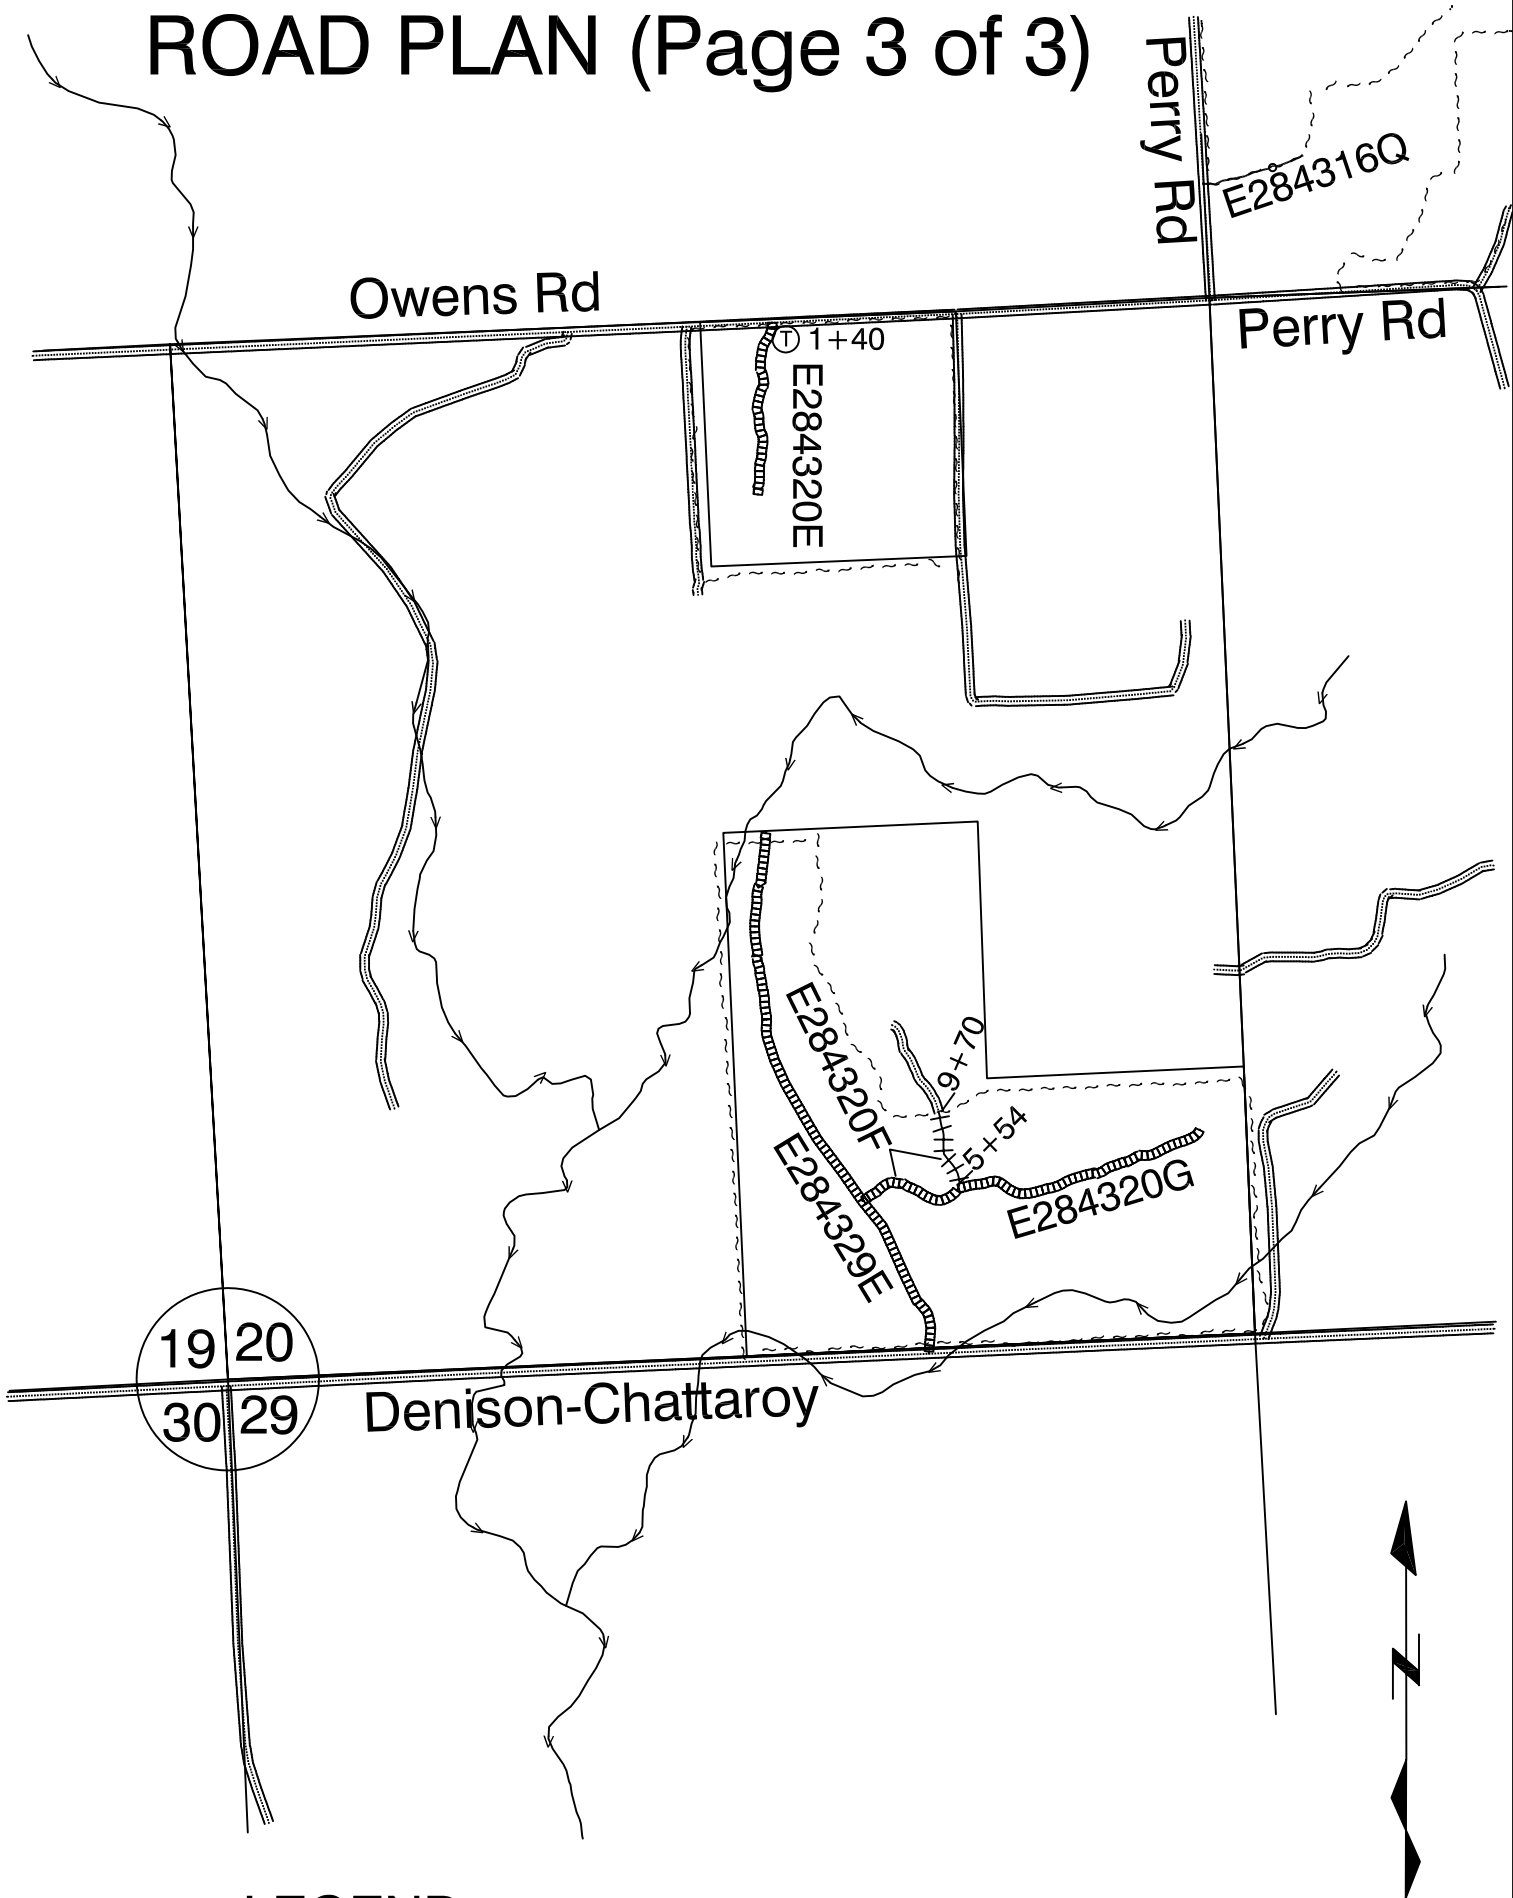 ROAD PLAN (Page 3 of 3)
Perry Rd
E284316Q
Owens Rd
Perry Rd
T 1+40
E284320E
E284320F
9+70
5+54
E284329E
E284320G
19 20
30 29
Denison-Chattaroy
N
LEGEND